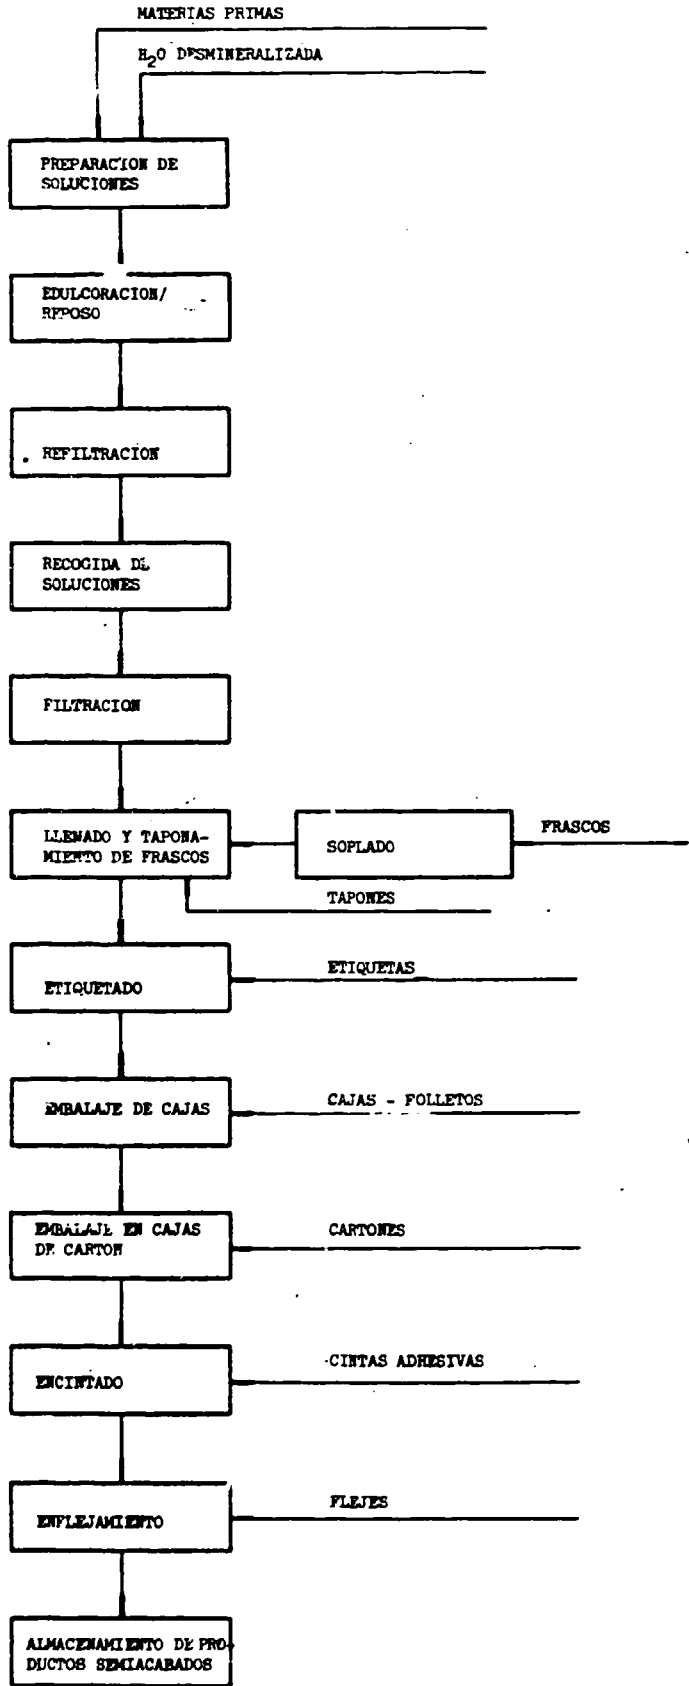 MATERIAS PRIMAS
H₂O DESMINERALIZADA
PREPARACION DE
SOLUCIONES
EDULCORACION/
REPOSO
REFILTRACION
RECOGIDA DE
SOLUCIONES
FILTRACION
LLENADO Y TAPONA-
MIENTO DE FRASCOS
SOPLADO
FRASCOS
TAPONES
ETIQUETADO
ETIQUETAS
EMBALAJE DE CAJAS
CAJAS - FOLLETOS
EMBALAJE EN CAJAS
DE CARTON
CARTONES
ENCINTADO
CINTAS ADHESIVAS
ENFLEJAMIENTO
FLEJES
ALMACENAMIENTO DE PRO-
DUCTOS SEMIACABADOS